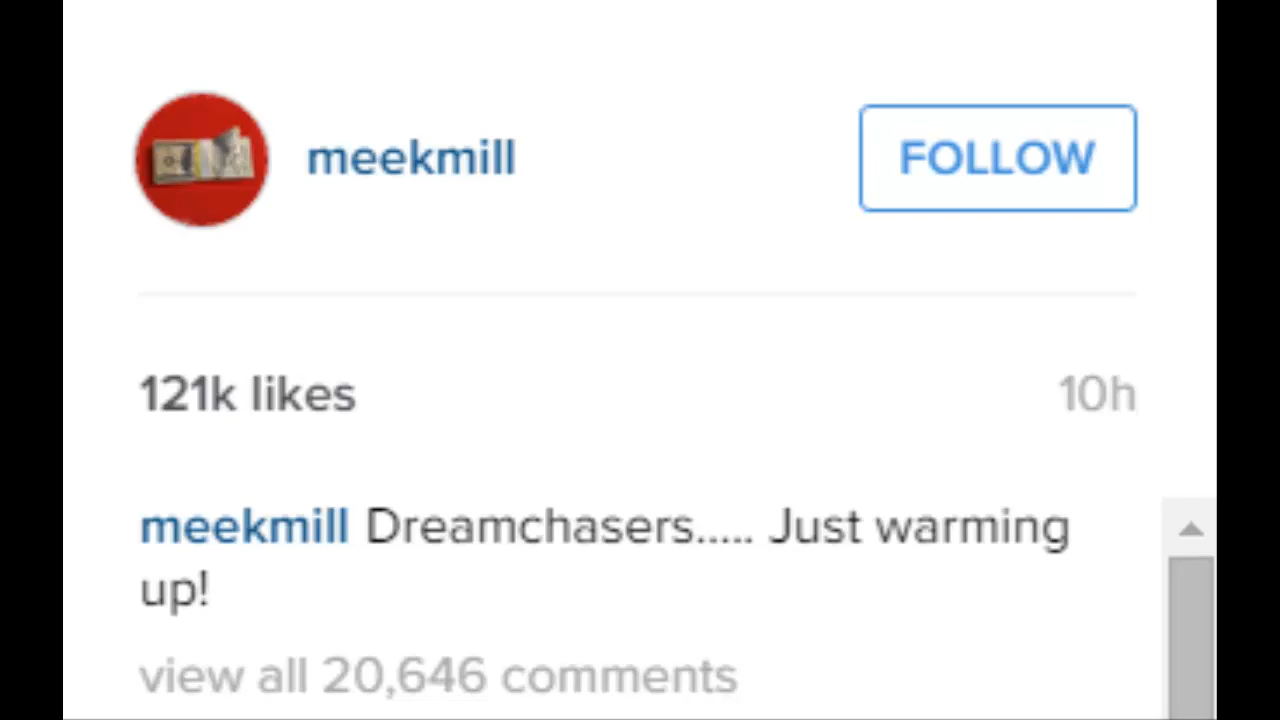 meekmill FOLLOW
121k likes 10h
meekmill Dreamchasers..... Just warming
up!
view all 20,646 comments